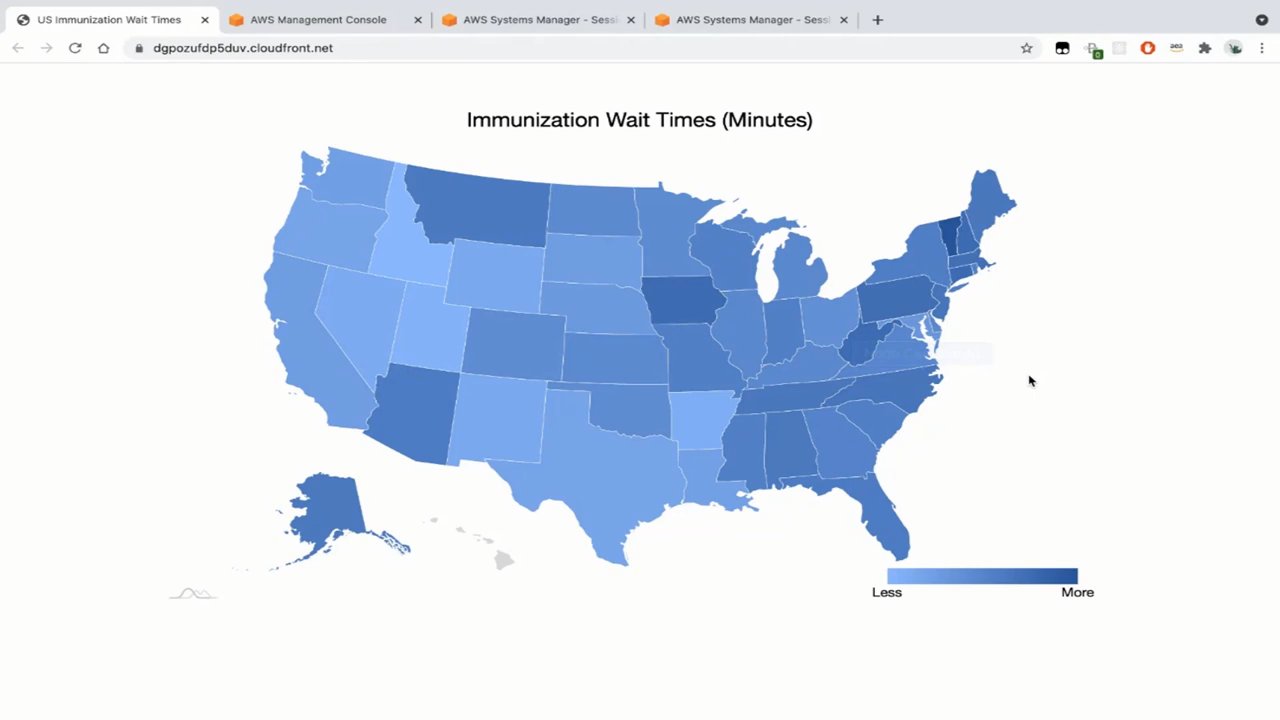 US Immunization Wait Times
AWS Management Console
AWS Systems Manager - Sessi
AWS Systems Manager - Sessi
dgpozufdp5duv.cloudfront.net
0
Immunization Wait Times (Minutes)
Less
More